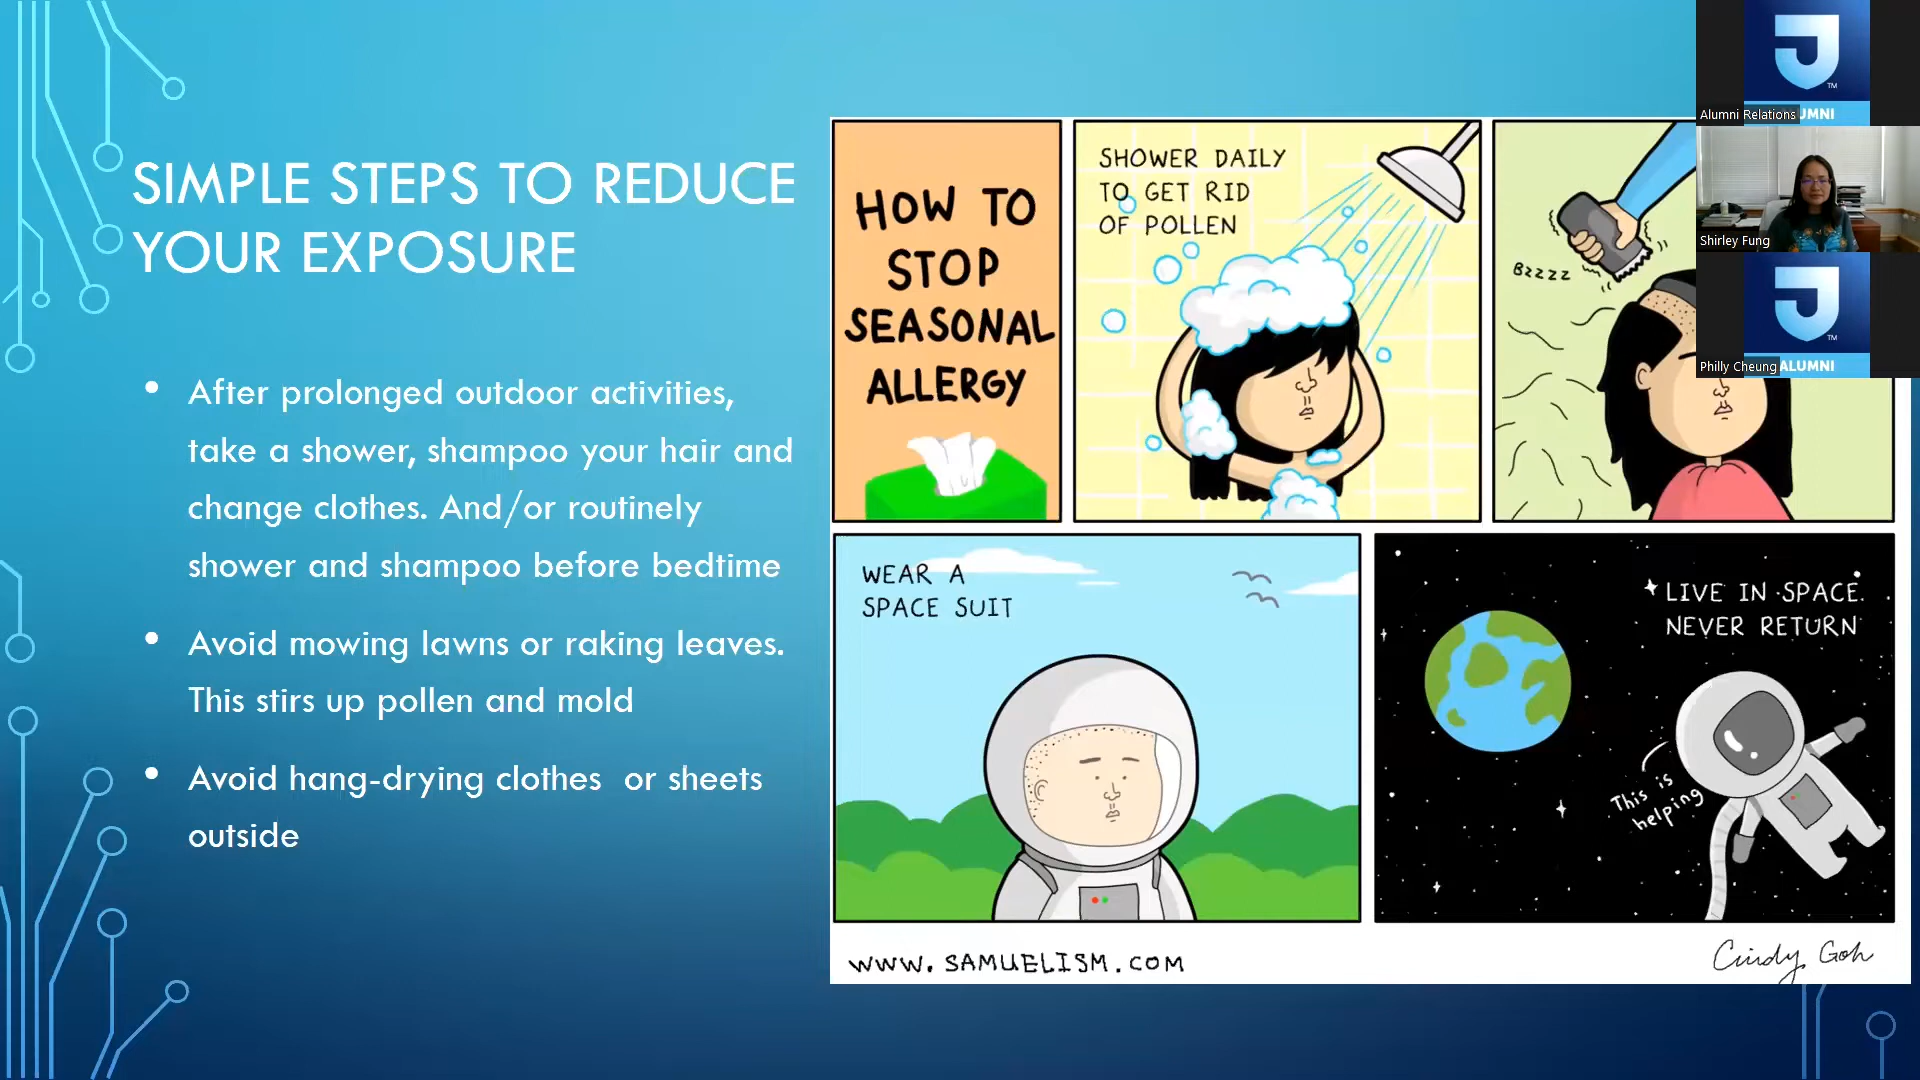 SIMPLE STEPS TO REDUCE
YOUR EXPOSURE
• After prolonged outdoor activities,
take a shower, shampoo your hair and
change clothes. And/or routinely
shower and shampoo before bedtime
• Avoid mowing lawns or raking leaves.
This stirs up pollen and mold
• Avoid hang-drying clothes or sheets
outside
HOW TO
STOP
SEASONAL
ALLERGY
SHOWER DAILY
TO GET RID
OF POLLEN
BZZZZ
WEAR A
SPACE SUIT
LIVE IN SPACE.
NEVER RETURN
This is
helping
WWW.SAMUELISM.COM
Cindy Goh
J
TM
Alumni Relations
UMNI
Shirley Fung
J
TM
Philly Cheung
ALUMNI